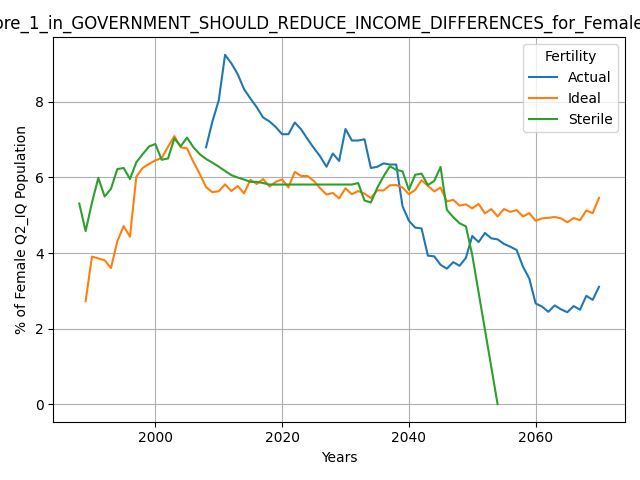 ore_1_in_GOVERNMENT_SHOULD_REDUCE_INCOME_DIFFERENCES_for_Female
Fertility
Actual
Ideal
Sterile
% of Female Q2_IQ Population
8
6
4
2
0
2000 2020 2040 2060
Years